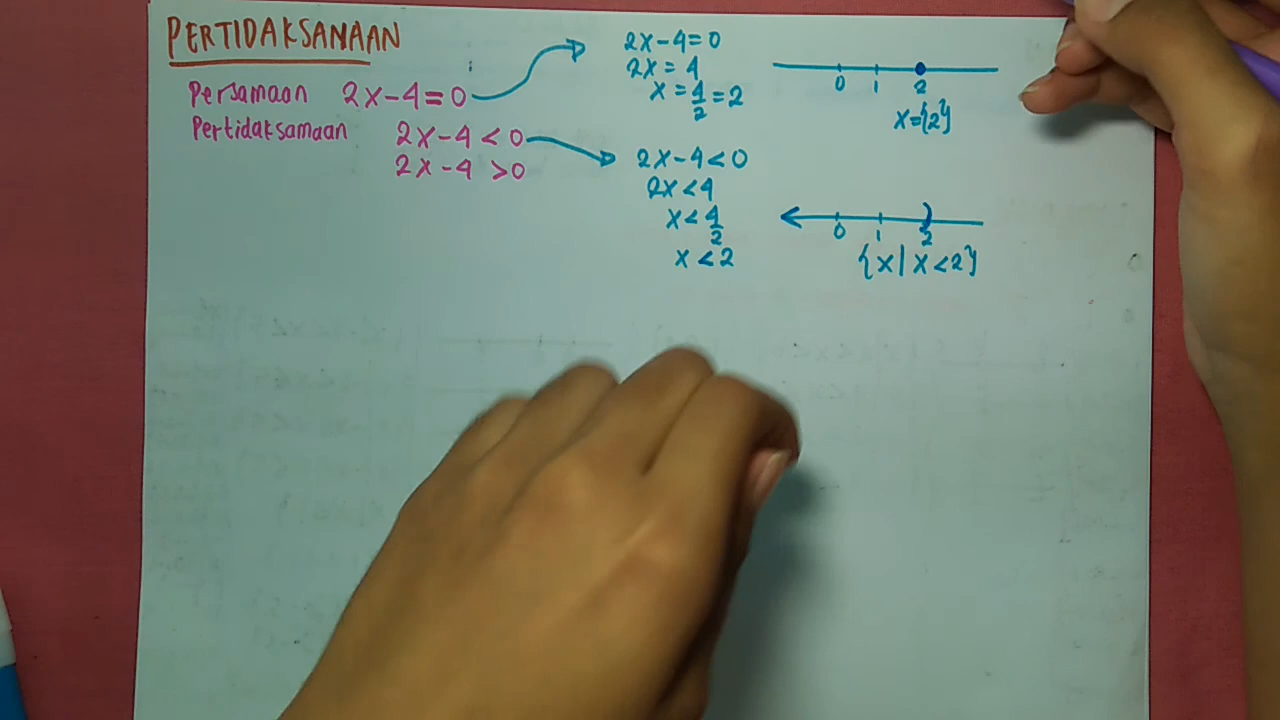 PERTIDAKSANAAN
Persamaan 2x-4=0
Pertidaksamaan 2x-4<0
2x-4 >0
2x-4=0
2x=4
x=4/2=2
0 1 2
x={2}
2x-4<0
2x<4
x<4/2
x<2
0 1 2
{x|x<2}